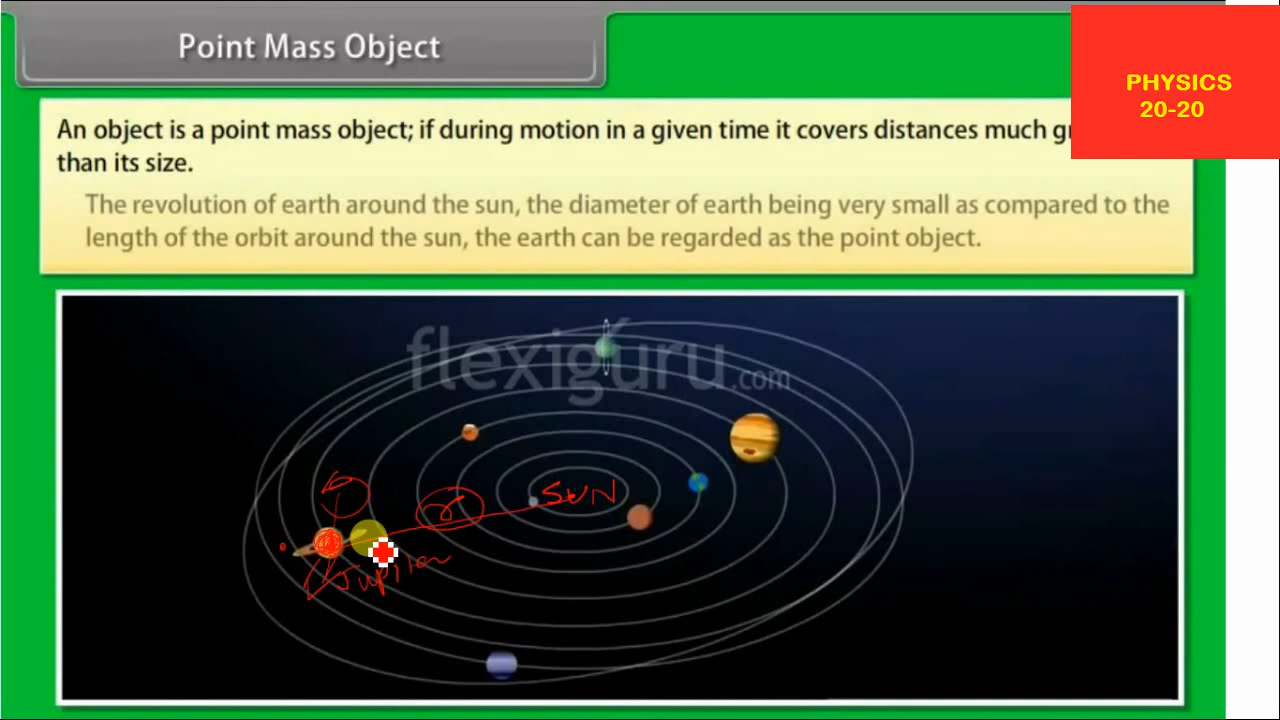 Point Mass Object
PHYSICS
20-20
An object is a point mass object; if during motion in a given time it covers distances much gr
than its size.
The revolution of earth around the sun, the diameter of earth being very small as compared to the
length of the orbit around the sun, the earth can be regarded as the point object.
flexiguru.com
SUN
r
Jupiter